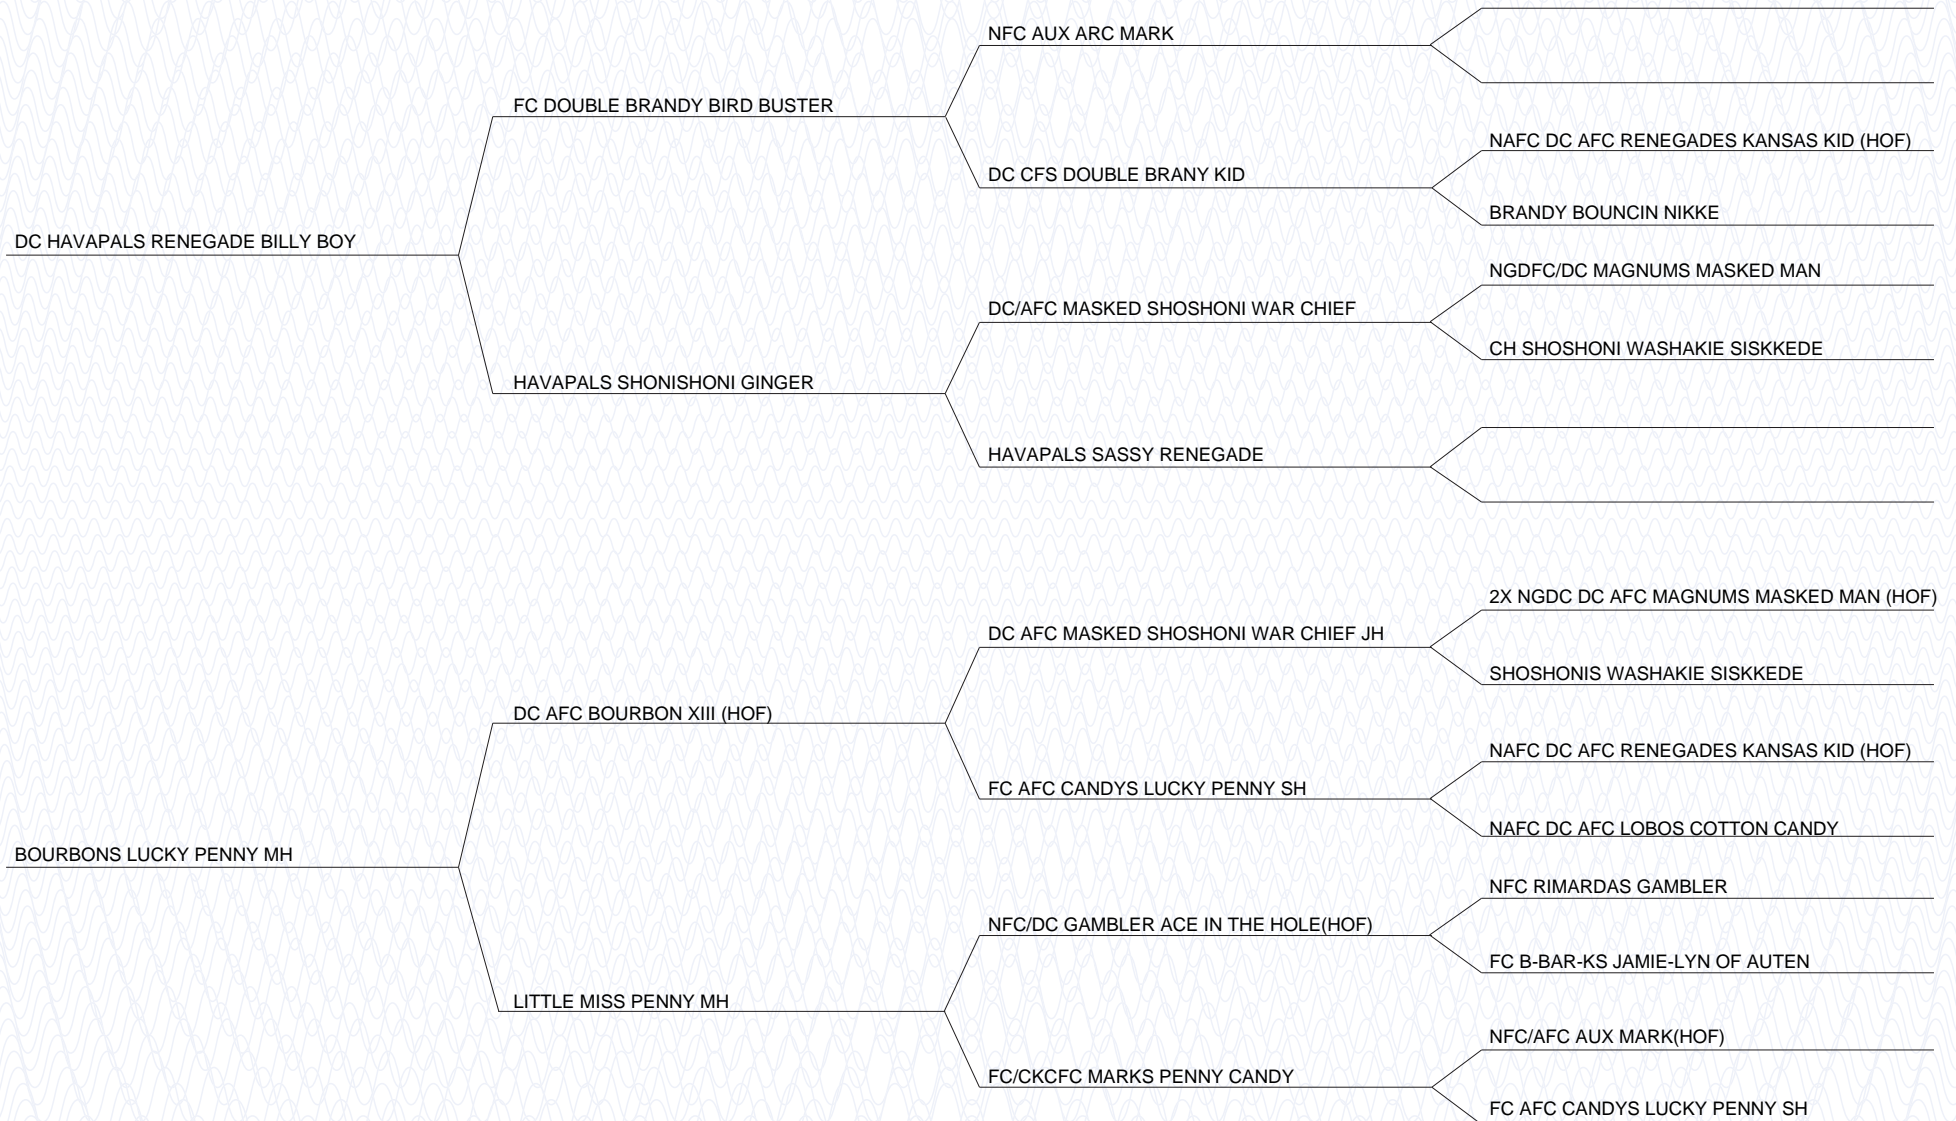 NFC AUX ARC MARK
FC DOUBLE BRANDY BIRD BUSTER
NAFC DC AFC RENEGADES KANSAS KID (HOF)
DC CFS DOUBLE BRANY KID
BRANDY BOUNCIN NIKKE
DC HAVAPALS RENEGADE BILLY BOY
NGDFC/DC MAGNUMS MASKED MAN
DC/AFC MASKED SHOSHONI WAR CHIEF
CH SHOSHONI WASHAKIE SISKKEDE
HAVAPALS SHONISHONI GINGER
HAVAPALS SASSY RENEGADE
2X NGDC DC AFC MAGNUMS MASKED MAN (HOF)
DC AFC MASKED SHOSHONI WAR CHIEF JH
SHOSHONIS WASHAKIE SISKKEDE
DC AFC BOURBON XIII (HOF)
NAFC DC AFC RENEGADES KANSAS KID (HOF)
FC AFC CANDYS LUCKY PENNY SH
NAFC DC AFC LOBOS COTTON CANDY
BOURBONS LUCKY PENNY MH
NFC RIMARDAS GAMBLER
NFC/DC GAMBLER ACE IN THE HOLE(HOF)
FC B-BAR-KS JAMIE-LYN OF AUTEN
LITTLE MISS PENNY MH
NFC/AFC AUX MARK(HOF)
FC/CKCFC MARKS PENNY CANDY
FC AFC CANDYS LUCKY PENNY SH